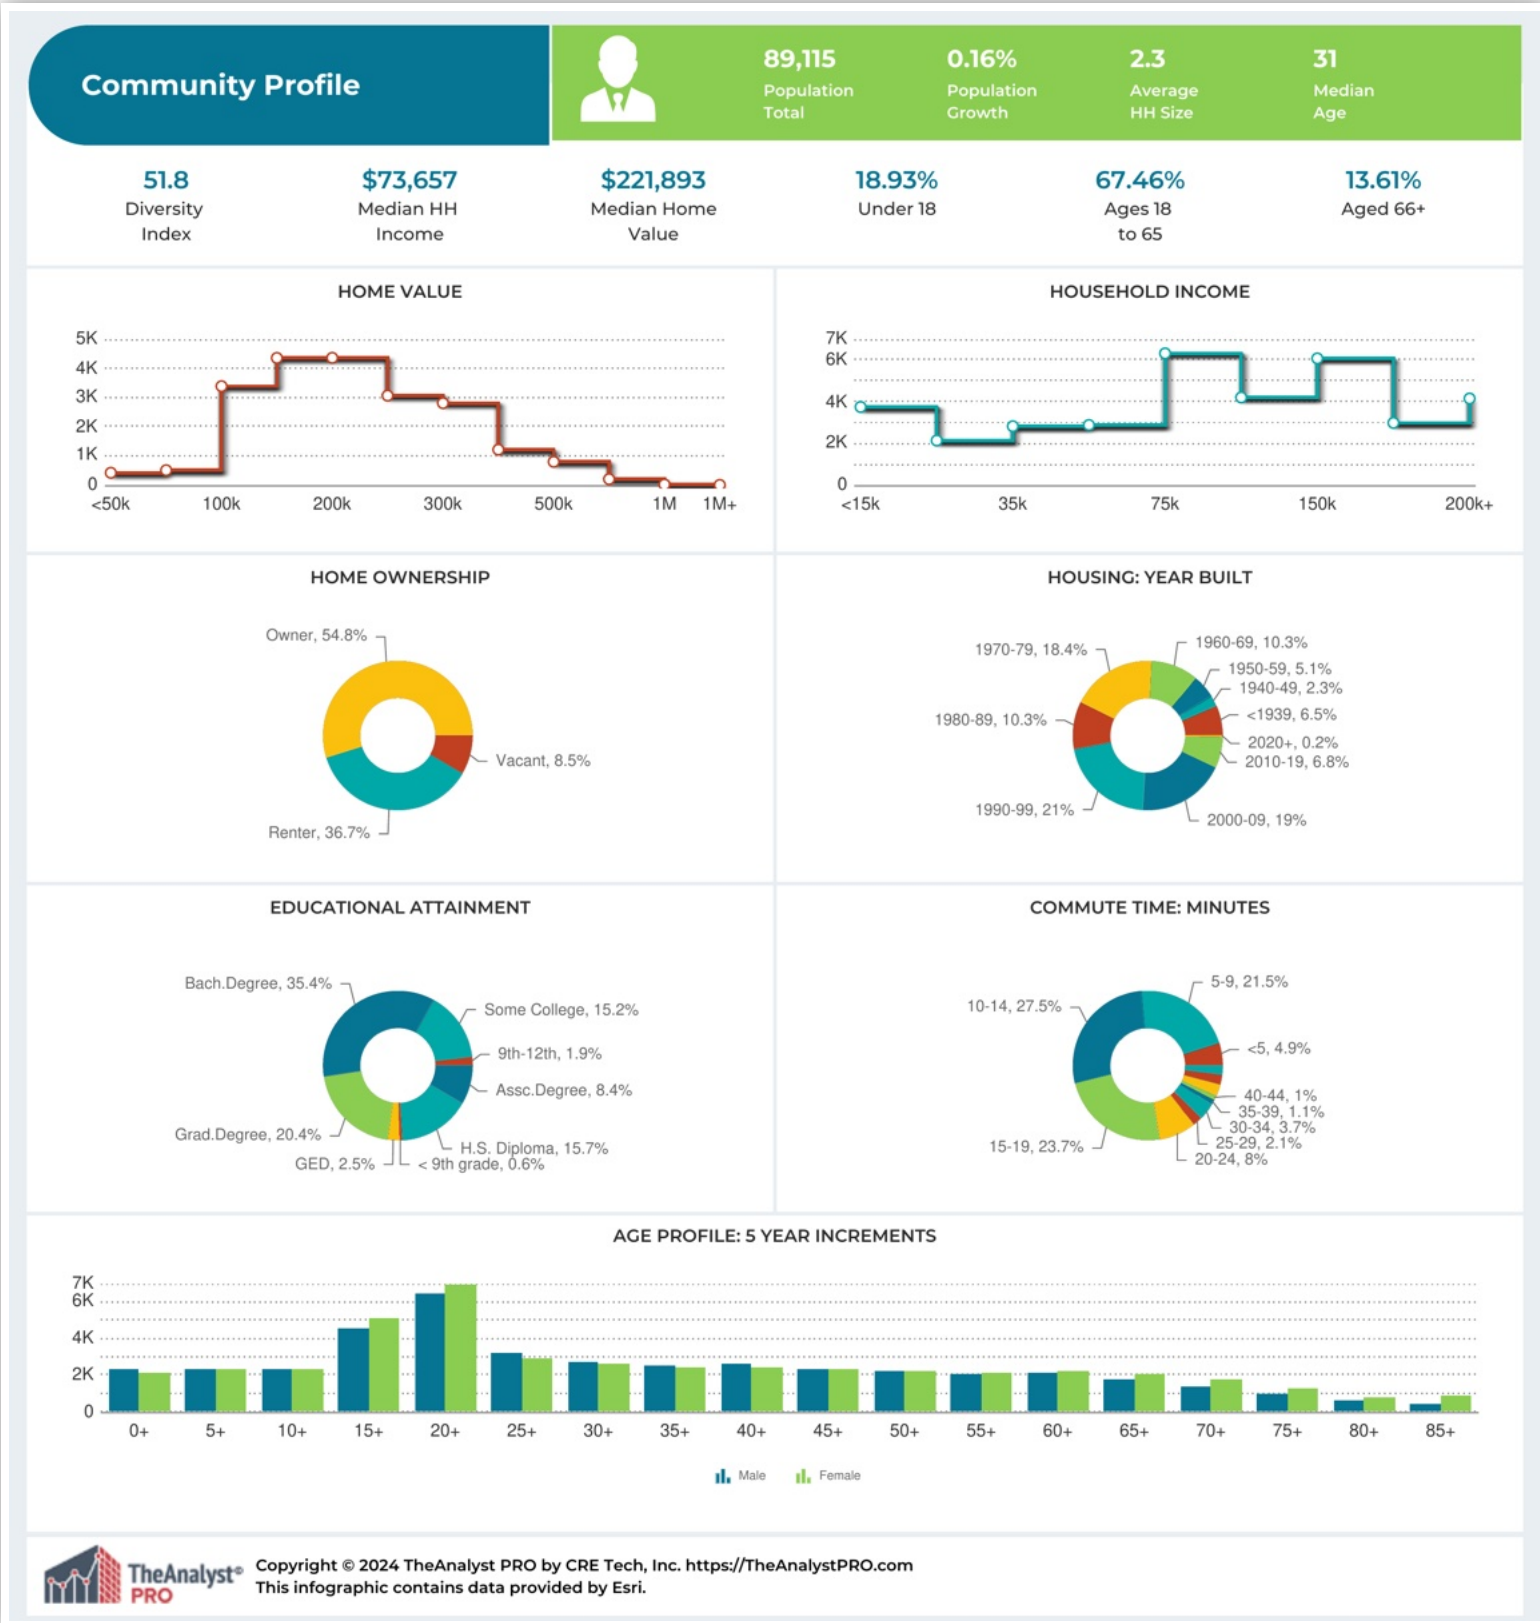 Community Profile
89,115
Population
Total
0.16%
Population
Growth
2.3
Average
HH Size
31
Median
Age
51.8
Diversity
Index
$73,657
Median HH
Income
$221,893
Median Home
Value
18.93%
Under 18
67.46%
Ages 18
to 65
13.61%
Aged 66+
HOME VALUE
5K
4K
3K
2K
1K
0
<50k 100k 200k 300k 500k 1M 1M+
HOUSEHOLD INCOME
7K
6K
4K
2K
0
<15k 35k 75k 150k 200k+
HOME OWNERSHIP
Owner, 54.8%
Vacant, 8.5%
Renter, 36.7%
HOUSING: YEAR BUILT
1970-79, 18.4%
1960-69, 10.3%
1950-59, 5.1%
1940-49, 2.3%
<1939, 6.5%
1980-89, 10.3%
2020+, 0.2%
2010-19, 6.8%
1990-99, 21%
2000-09, 19%
EDUCATIONAL ATTAINMENT
Bach.Degree, 35.4%
Some College, 15.2%
9th-12th, 1.9%
Assc.Degree, 8.4%
Grad.Degree, 20.4%
H.S. Diploma, 15.7%
GED, 2.5%
< 9th grade, 0.6%
COMMUTE TIME: MINUTES
5-9, 21.5%
10-14, 27.5%
<5, 4.9%
40-44, 1%
35-39, 1.1%
30-34, 3.7%
25-29, 2.1%
15-19, 23.7%
20-24, 8%
AGE PROFILE: 5 YEAR INCREMENTS
7K
6K
4K
2K
0
0+ 5+ 10+ 15+ 20+ 25+ 30+ 35+ 40+ 45+ 50+ 55+ 60+ 65+ 70+ 75+ 80+ 85+
Male Female
TheAnalyst©
PRO
Copyright © 2024 TheAnalyst PRO by CRE Tech, Inc. https://TheAnalystPRO.com
This infographic contains data provided by Esri.